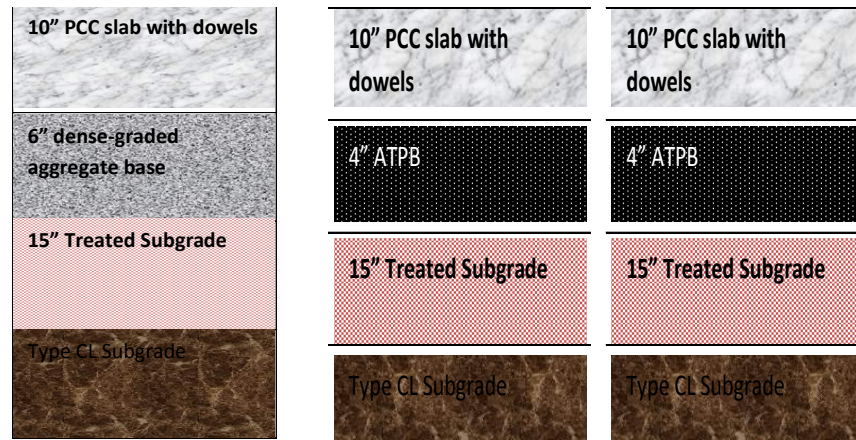 10” PCC slab with dowels
6” dense-graded
aggregate base
15” Treated Subgrade
Type CL Subgrade
10” PCC slab with
dowels
4” ATPB
15” Treated Subgrade
Type CL Subgrade
10” PCC slab with
dowels
4” ATPB
15” Treated Subgrade
Type CL Subgrade